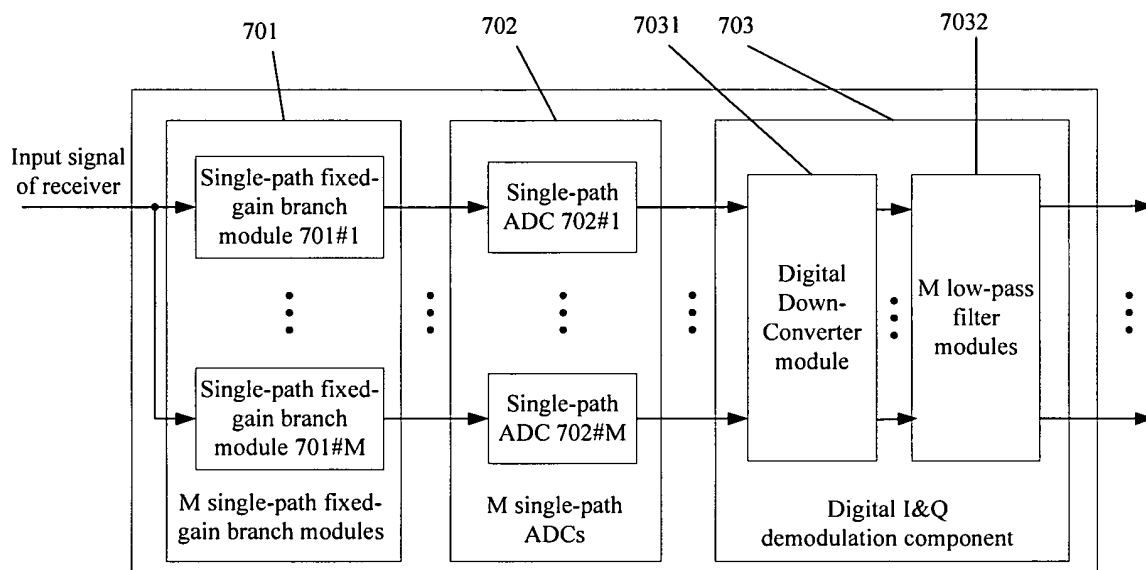 701
702
7031
703
7032
Input signal
of receiver
Single-path fixed-
gain branch
module 701#1
Single-path
ADC 702#1
Digital
Down-
Converter
module
M low-pass
filter
modules
Single-path fixed-
gain branch
module 701#M
Single-path
ADC 702#M
M single-path fixed-
gain branch modules
M single-path
ADCs
Digital I&Q
demodulation component